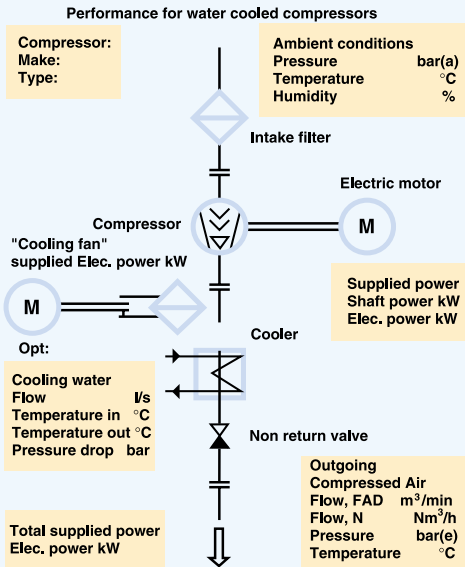 Performance for water cooled compressors
Compressor:
Make:
Type:
Ambient conditions
Pressure bar(a)
Temperature °C
Humidity %
Intake filter
Electric motor
Compressor
M
"Cooling fan"
supplied Elec. power kW
M
Supplied power
Shaft power kW
Elec. power kW
Opt:
Cooler
Cooling water
Flow l/s
Temperature in °C
Temperature out °C
Pressure drop bar
Non return valve
Outgoing
Compressed Air
Flow, FAD m³/min
Flow, N Nm³/h
Pressure bar(e)
Temperature °C
Total supplied power
Elec. power kW